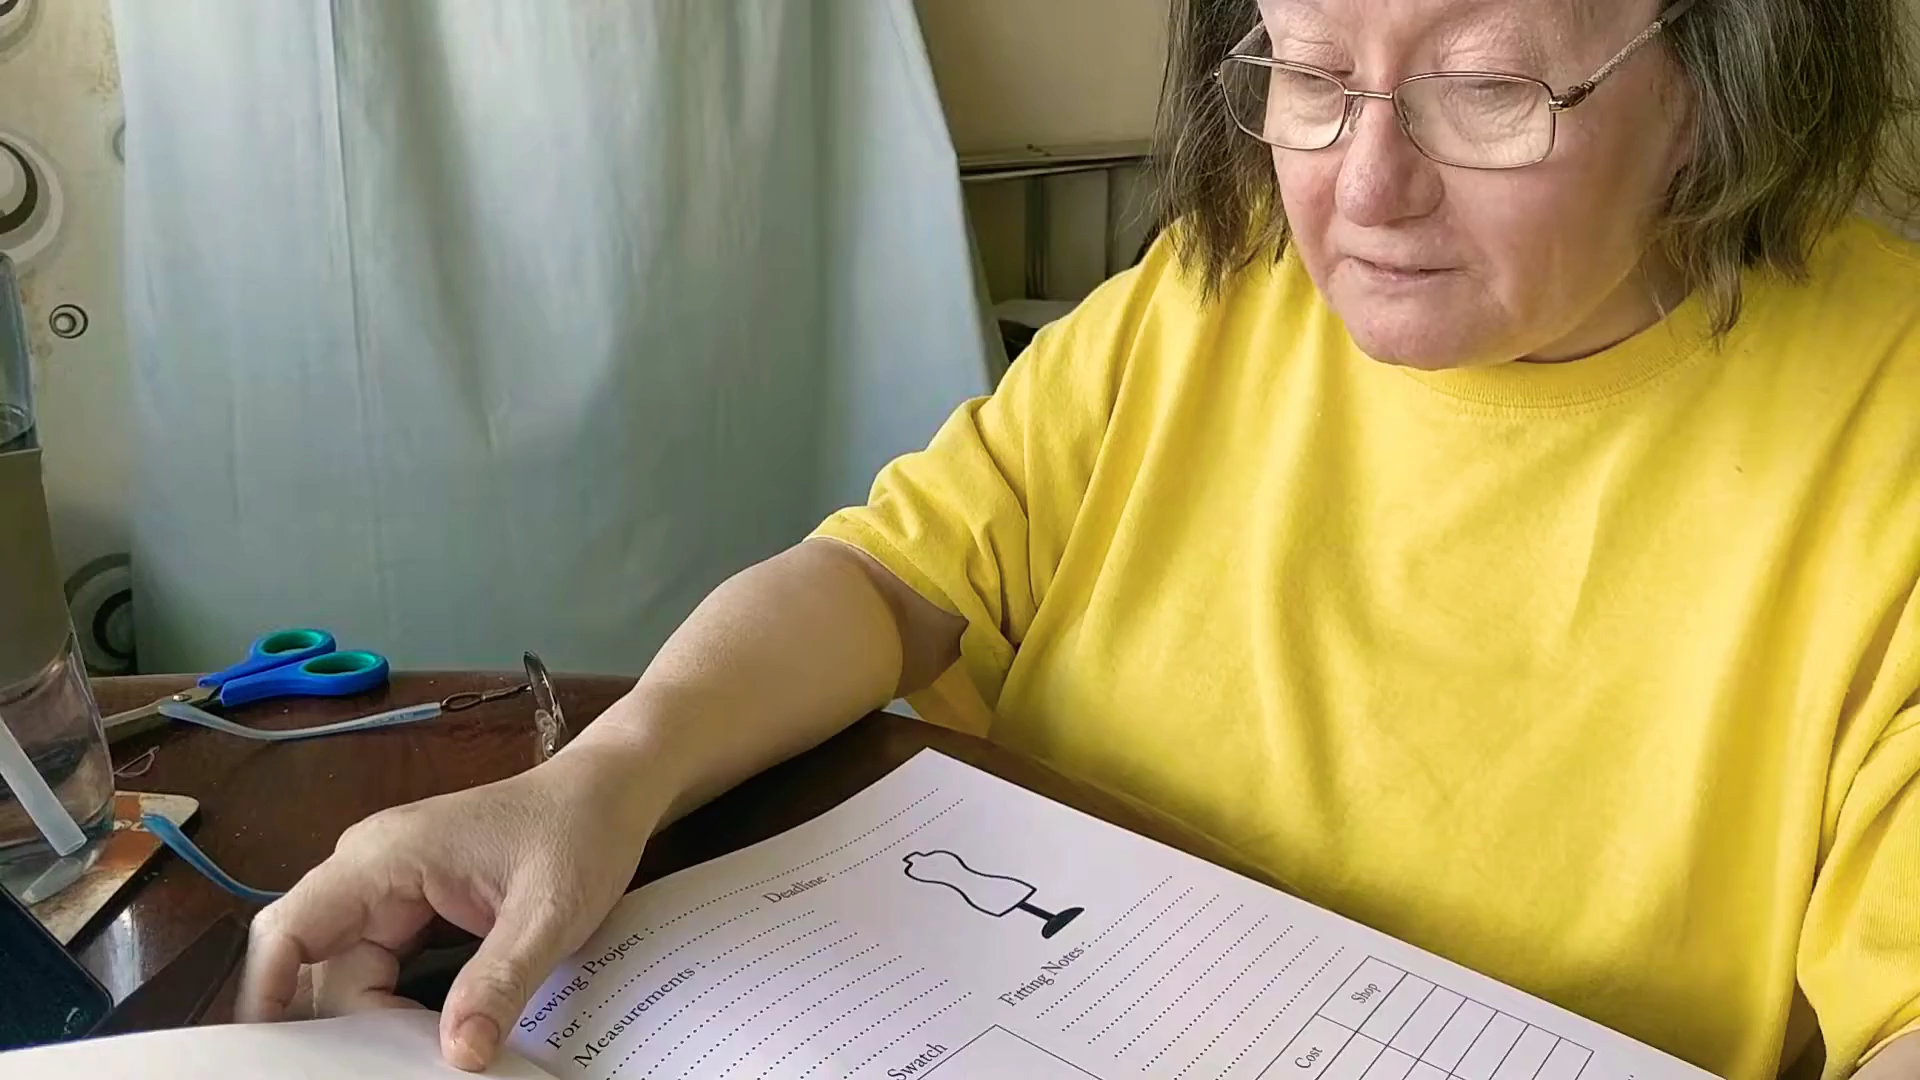 Sewing Project :
For : Deadline :
Measurements :
Fitting Notes :
Swatch
Shop
Cost